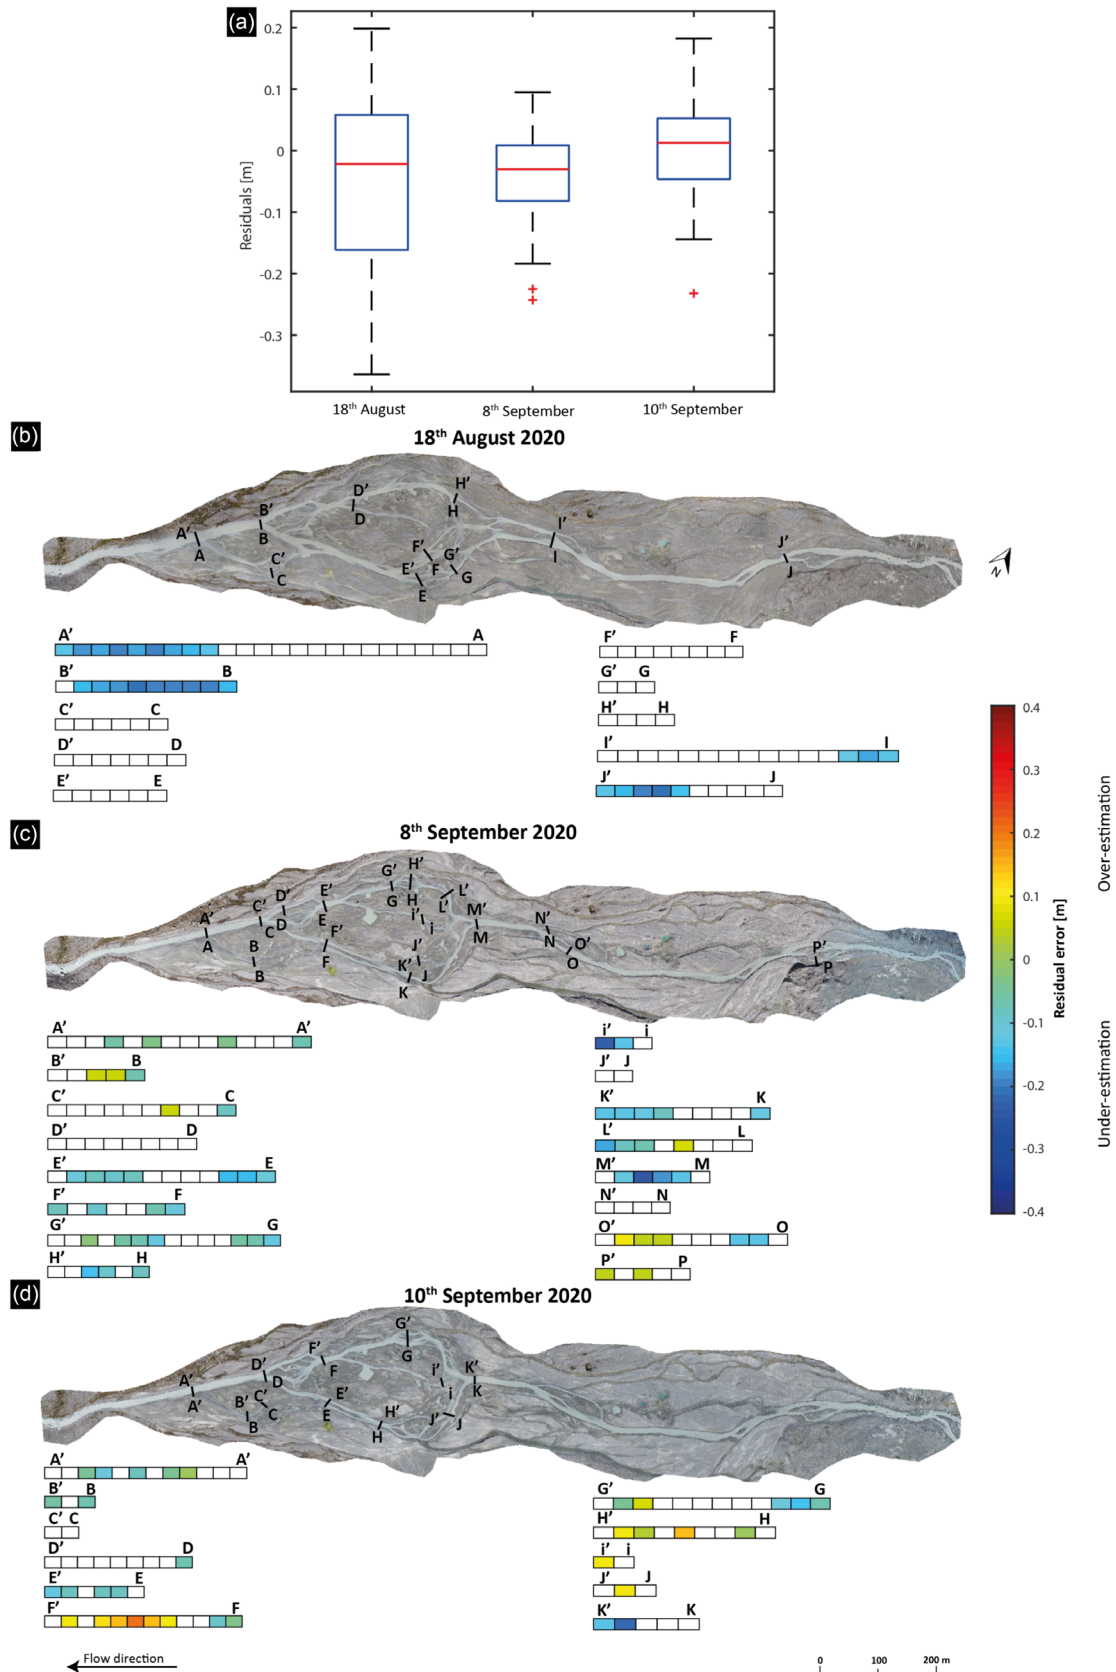 (a)
0.2
0.1
0
-0.1
-0.2
-0.3
Residuals [m]
18th August
8th September
10th September
(b)
18th August 2020
A'
A
B'
B
C'
C
D'
D
E'
E
F'
F
G'
G
H'
H
I'
I
J'
J
N
A' A
B' B
C' C
D' D
E' E
F' F
G' G
H' H
I' I
J' J
(c)
8th September 2020
A'
A
B
B
C'
C
D'
D
E'
E
F'
F
G'
G
H'
H
i'
i
J'
J
K'
K
L'
L'
M'
M
N'
N
O'
O
P'
P
A' A'
B' B
C' C
D' D
E' E
F' F
G' G
H' H
i' i
J' J
K' K
L' L
M' M
N' N
O' O
P' P
0.4
0.3
0.2
0.1
0
-0.1
-0.2
-0.3
-0.4
Residual error [m]
Over-estimation
Under-estimation
(d)
10th September 2020
A'
A'
B'
B
C'
C
D'
D
E'
E
F'
F
G'
G
H'
H
i'
i
J'
J
K'
K
A' A'
B' B
C' C
D' D
E' E
F' F
G' G
H' H
i' i
J' J
K' K
Flow direction
0 100 200 m